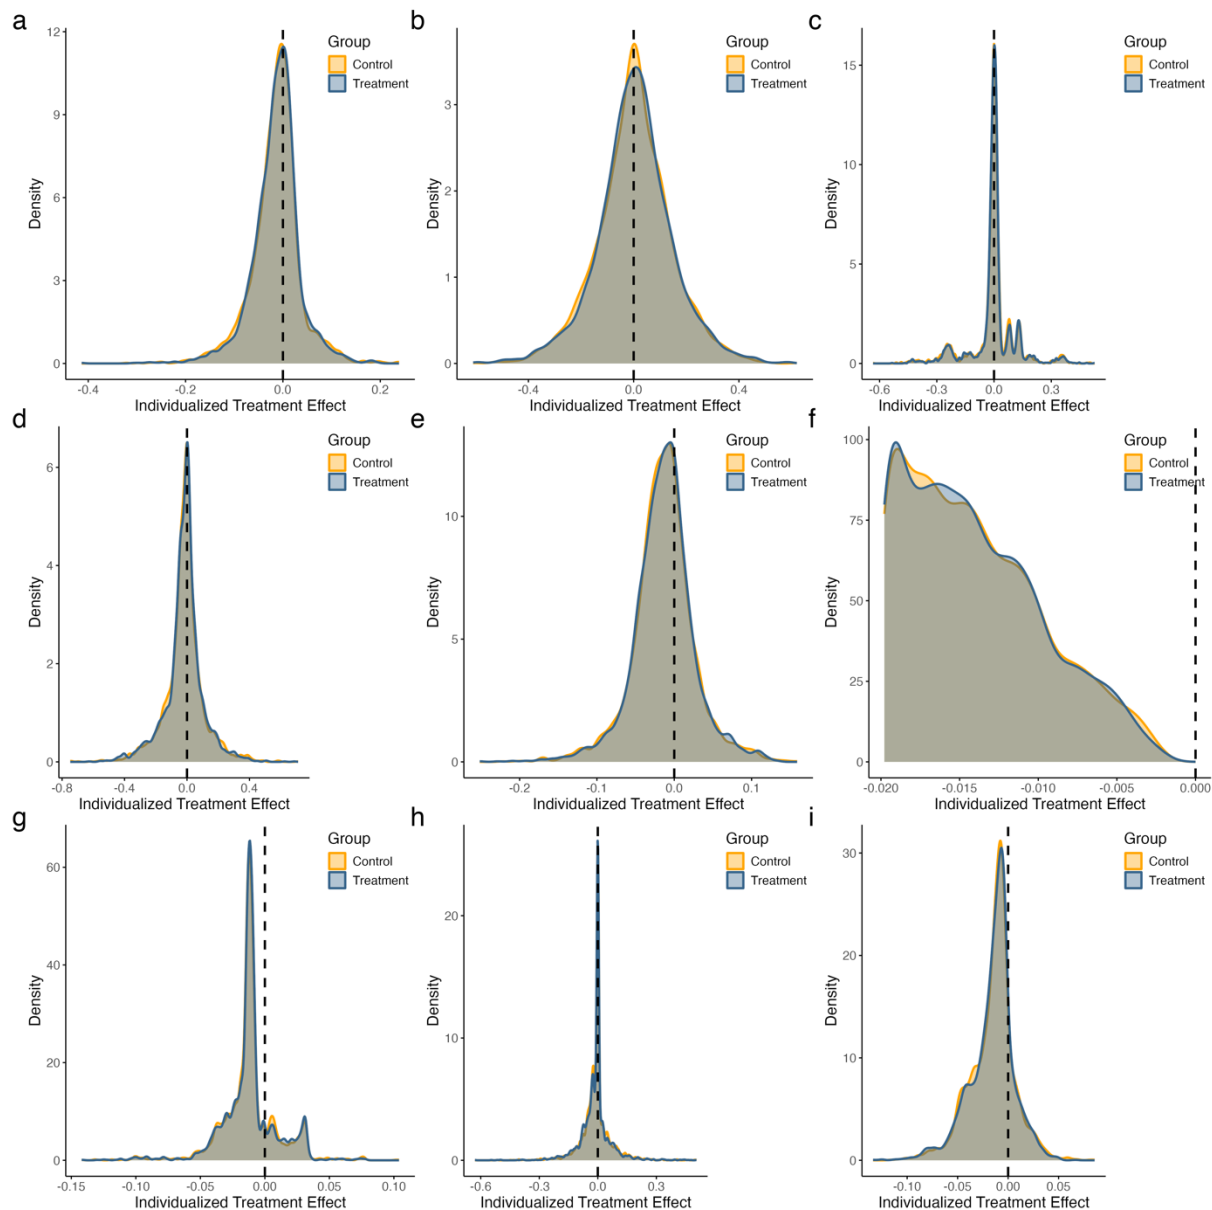 a
12
9
6
3
0
Density
-0.4
-0.2
0.0
0.2
Individualized Treatment Effect
Group
Control
Treatment
b
3
2
1
0
Density
-0.4
0.0
0.4
Individualized Treatment Effect
Group
Control
Treatment
c
15
10
5
0
Density
-0.6
-0.3
0.0
0.3
Individualized Treatment Effect
Group
Control
Treatment
d
6
4
2
0
Density
-0.8
-0.4
0.0
0.4
Individualized Treatment Effect
Group
Control
Treatment
e
10
5
0
Density
-0.2
-0.1
0.0
0.1
Individualized Treatment Effect
Group
Control
Treatment
f
100
75
50
25
0
Density
-0.020
-0.015
-0.010
-0.005
0.000
Individualized Treatment Effect
Group
Control
Treatment
g
60
40
20
0
Density
-0.15
-0.10
-0.05
0.00
0.05
0.10
Individualized Treatment Effect
Group
Control
Treatment
h
20
10
0
Density
-0.6
-0.3
0.0
0.3
Individualized Treatment Effect
Group
Control
Treatment
i
30
20
10
0
Density
-0.10
-0.05
0.00
0.05
Individualized Treatment Effect
Group
Control
Treatment